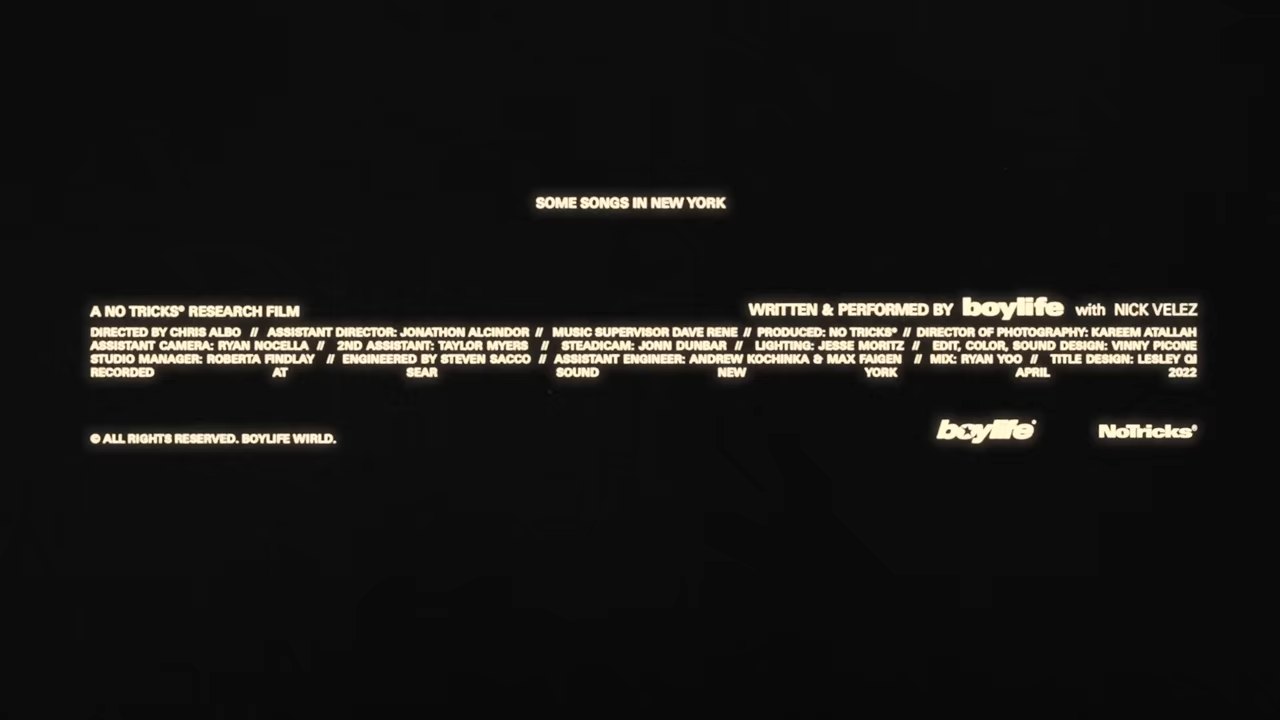 SOME SONGS IN NEW YORK
A NO TRICKS® RESEARCH FILM
WRITTEN & PERFORMED BY boylife with NICK VELEZ
DIRECTED BY CHRIS ALBO // ASSISTANT DIRECTOR: JONATHON ALCINDOR // MUSIC SUPERVISOR DAVE RENE // PRODUCED: NO TRICKS® // DIRECTOR OF PHOTOGRAPHY: KAREEM ATALLAH
ASSISTANT CAMERA: RYAN NOCELLA // 2ND ASSISTANT: TAYLOR MYERS // STEADICAM: JONN DUNBAR // LIGHTING: JESSE MORITZ // EDIT, COLOR, SOUND DESIGN: VINNY PICONE
STUDIO MANAGER: ROBERTA FINDLAY // ENGINEERED BY STEVEN SACCO // ASSISTANT ENGINEER: ANDREW KOCHINKA & MAX FAIGEN // MIX: RYAN YOO // TITLE DESIGN: LESLEY QI
RECORDED AT SEAR SOUND NEW YORK APRIL 2022
© ALL RIGHTS RESERVED. BOYLIFE WIRLD.
boylife®
NoTricks®